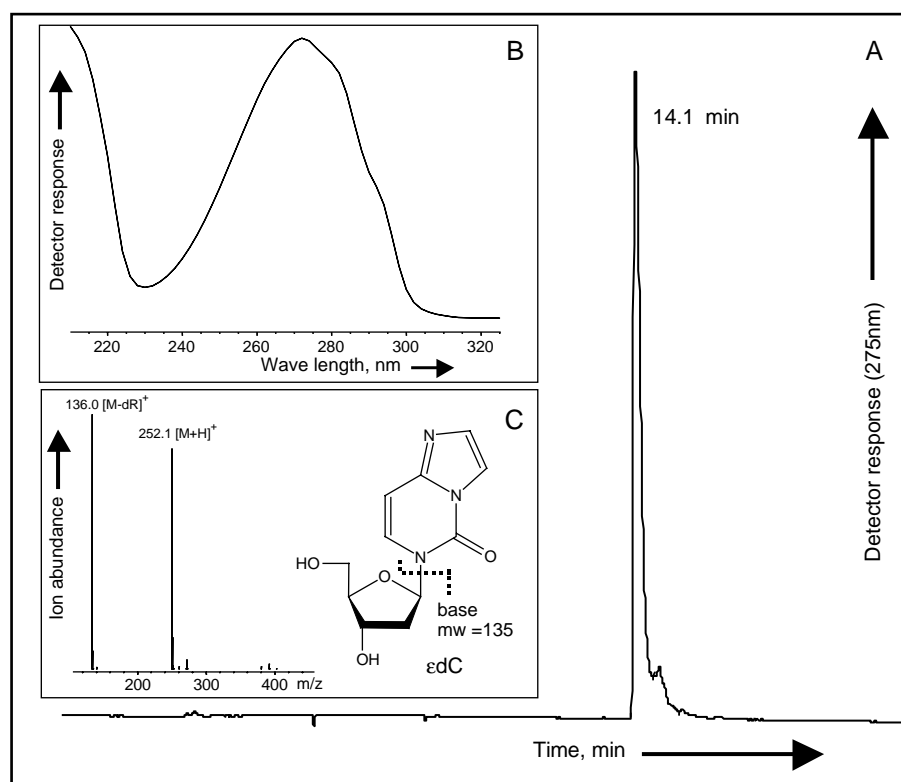 B
Detector response
220 240 260 280 300 320
Wave length, nm
A
14.1 min
Detector response (275nm)
C
136.0 [M-dR]+
252.1 [M+H]+
Ion abundance
200 300 400 m/z
N
N
N
O
HO
O
OH
base
mw =135
εdC
Time, min